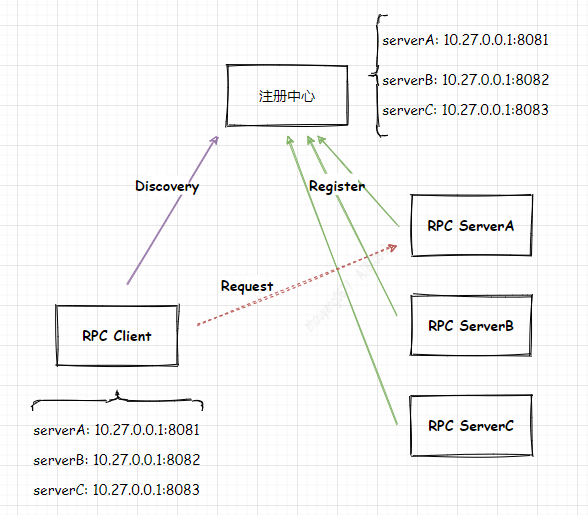 serverA: 10.27.0.0.1:8081
serverB: 10.27.0.0.1:8082
serverC: 10.27.0.0.1:8083
注册中心
Discovery
Register
RPC ServerA
Request
RPC ServerB
RPC Client
RPC ServerC
serverA: 10.27.0.0.1:8081
serverB: 10.27.0.0.1:8082
serverC: 10.27.0.0.1:8083